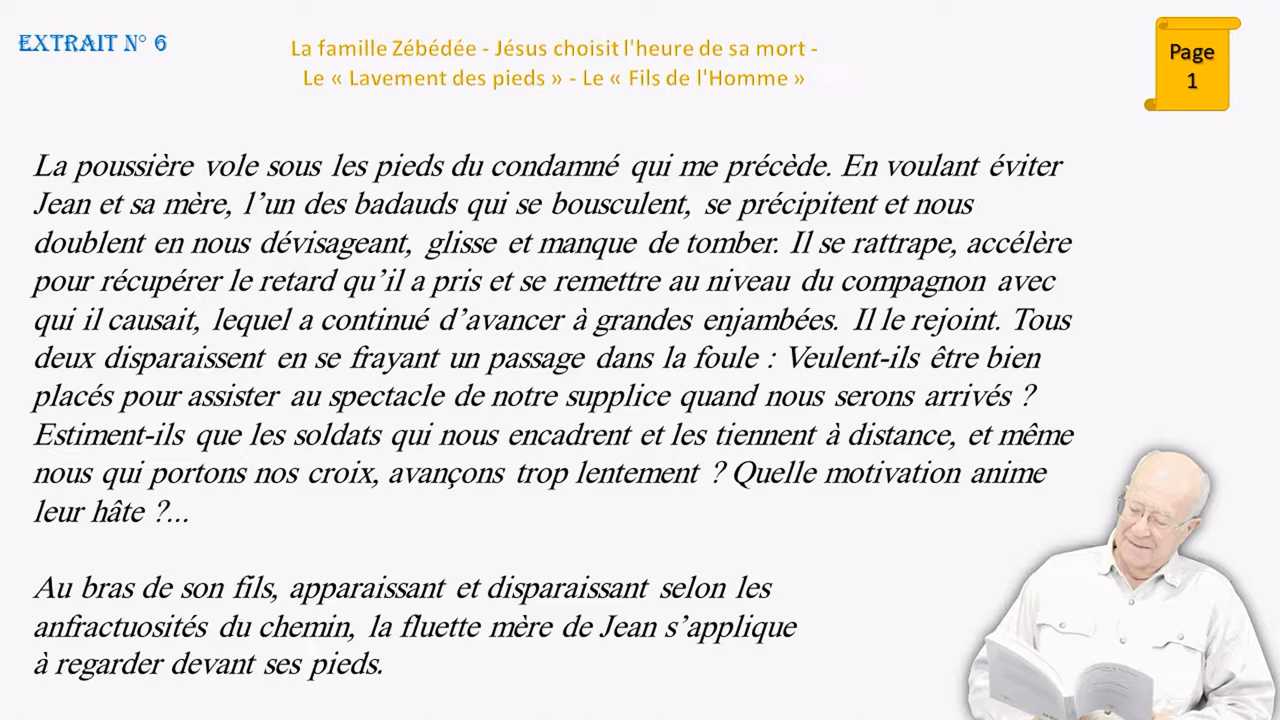 EXTRAIT N° 6
La famille Zébédée - Jésus choisit l'heure de sa mort -
Le « Lavement des pieds » - Le « Fils de l'Homme »
Page
1
La poussière vole sous les pieds du condamné qui me précède. En voulant éviter
Jean et sa mère, l’un des badauds qui se bousculent, se précipitent et nous
doublent en nous dévisageant, glisse et manque de tomber. Il se rattrape, accélère
pour récupérer le retard qu’il a pris et se remettre au niveau du compagnon avec
qui il causait, lequel a continué d’avancer à grandes enjambées. Il le rejoint. Tous
deux disparaissent en se frayant un passage dans la foule : Veulent-ils être bien
placés pour assister au spectacle de notre supplice quand nous serons arrivés ?
Estiment-ils que les soldats qui nous encadrent et les tiennent à distance, et même
nous qui portons nos croix, avançons trop lentement ? Quelle motivation anime
leur hâte ?...
Au bras de son fils, apparaissant et disparaissant selon les
anfractuosités du chemin, la fluette mère de Jean s’applique
à regarder devant ses pieds.